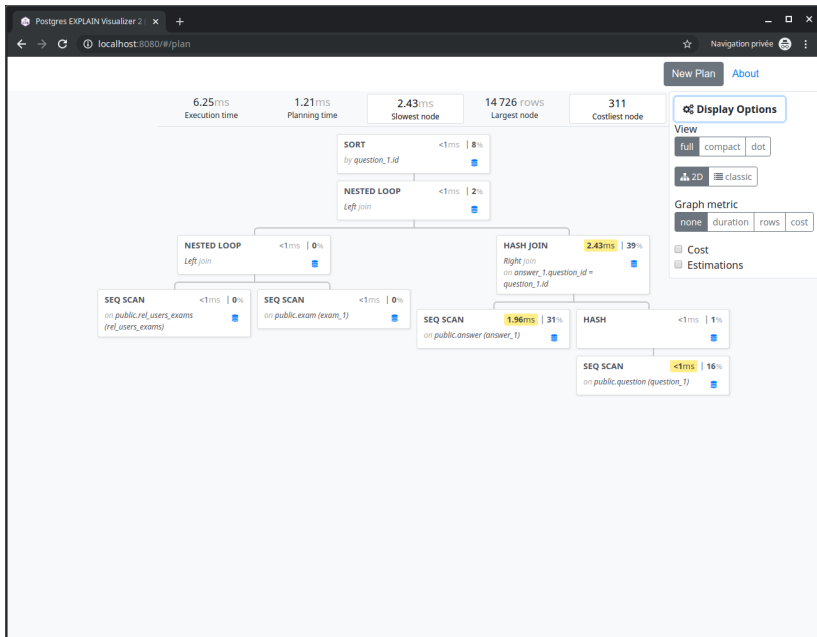 Postgres EXPLAIN Visualizer 2
localhost:8080/#/plan
Navigation privée
New Plan About
6.25ms 1.21ms 2.43ms 14 726 rows 311
Execution time Planning time Slowest node Largest node Costliest node
Display Options
View
full compact dot
2D classic
Graph metric
none duration rows cost
Cost
Estimations
SORT <1ms | 8%
by question_1.id
NESTED LOOP <1ms | 2%
Left join
NESTED LOOP <1ms | 0%
Left join
HASH JOIN 2.43ms | 39%
Right join
on answer_1.question_id =
question_1.id
SEQ SCAN <1ms | 0%
on public.rel_users_exams
(rel_users_exams)
SEQ SCAN <1ms | 0%
on public.exam (exam_1)
SEQ SCAN 1.96ms | 31%
on public.answer (answer_1)
HASH <1ms | 1%
SEQ SCAN <1ms | 16%
on public.question (question_1)